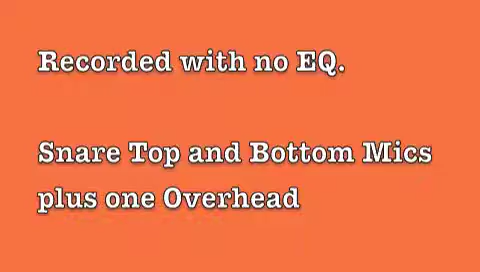 Recorded with no EQ.
Snare Top and Bottom Mics
plus one Overhead